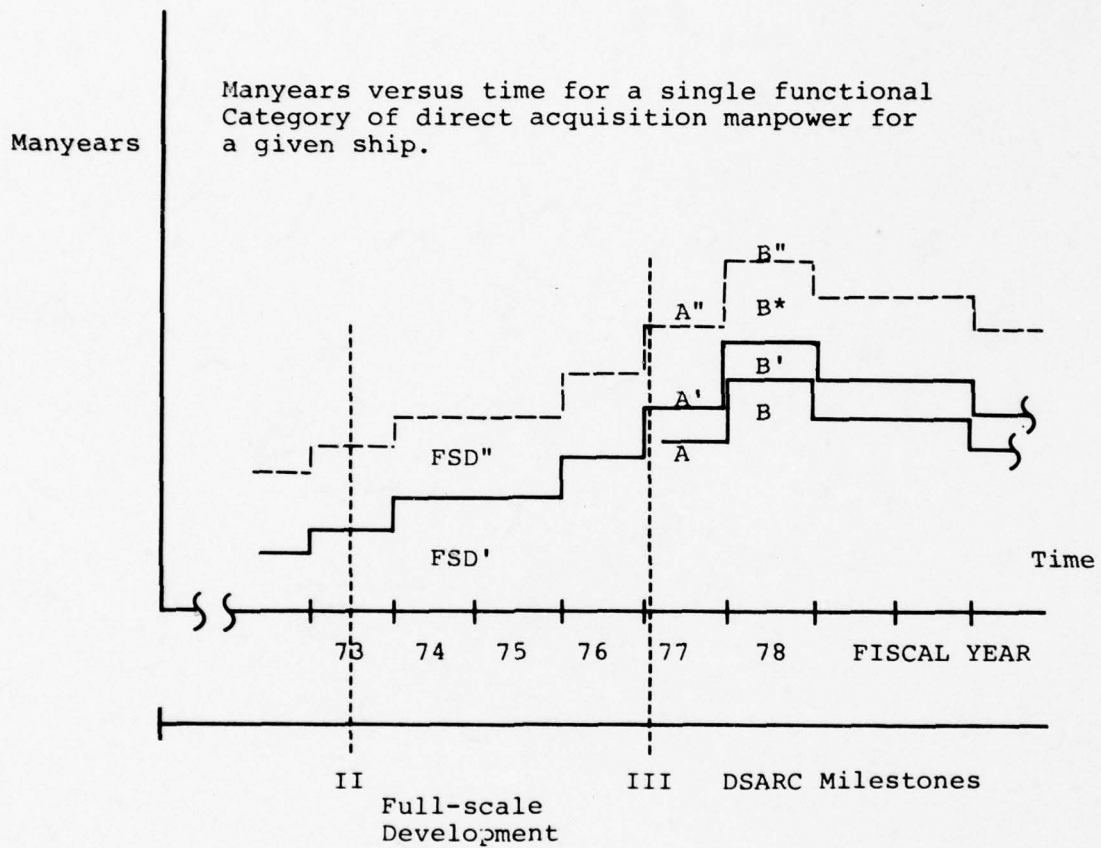 Manyears versus time for a single functional
Category of direct acquisition manpower for
a given ship.
Manyears
B"
A"
B*
B'
A'
B
FSD"
A
FSD'
Time
73 74 75 76 77 78 FISCAL YEAR
II III DSARC Milestones
Full-scale
Development